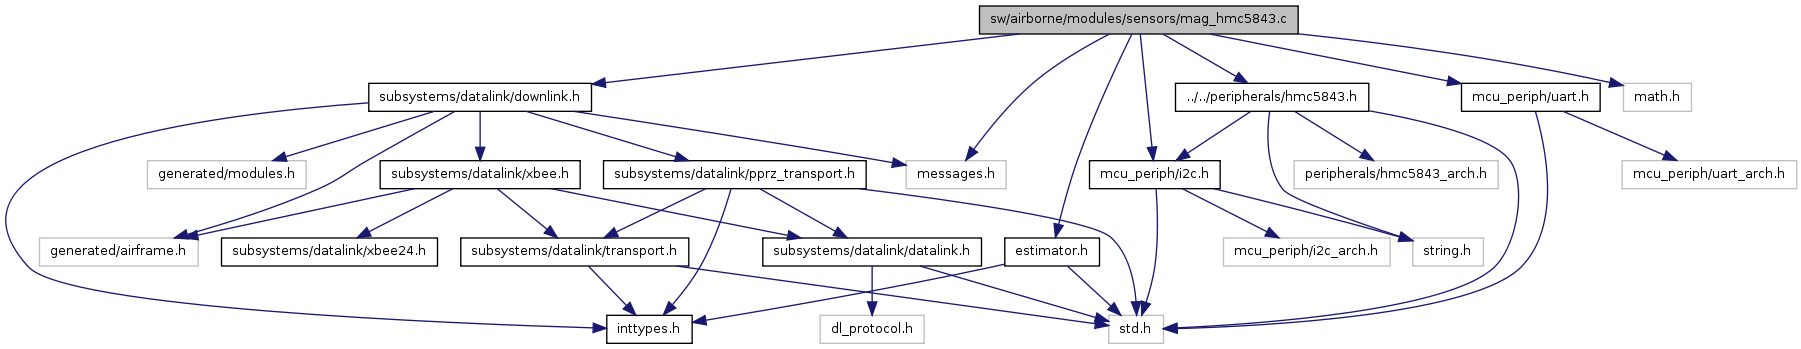 sw/airborne/modules/sensors/mag_hmc5843.c
subsystems/datalink/downlink.h
../../peripherals/hmc5843.h
mcu_periph/uart.h
math.h
generated/modules.h
subsystems/datalink/xbee.h
subsystems/datalink/pprz_transport.h
messages.h
mcu_periph/i2c.h
peripherals/hmc5843_arch.h
mcu_periph/uart_arch.h
generated/airframe.h
subsystems/datalink/xbee24.h
subsystems/datalink/transport.h
subsystems/datalink/datalink.h
estimator.h
mcu_periph/i2c_arch.h
string.h
inttypes.h
dl_protocol.h
std.h